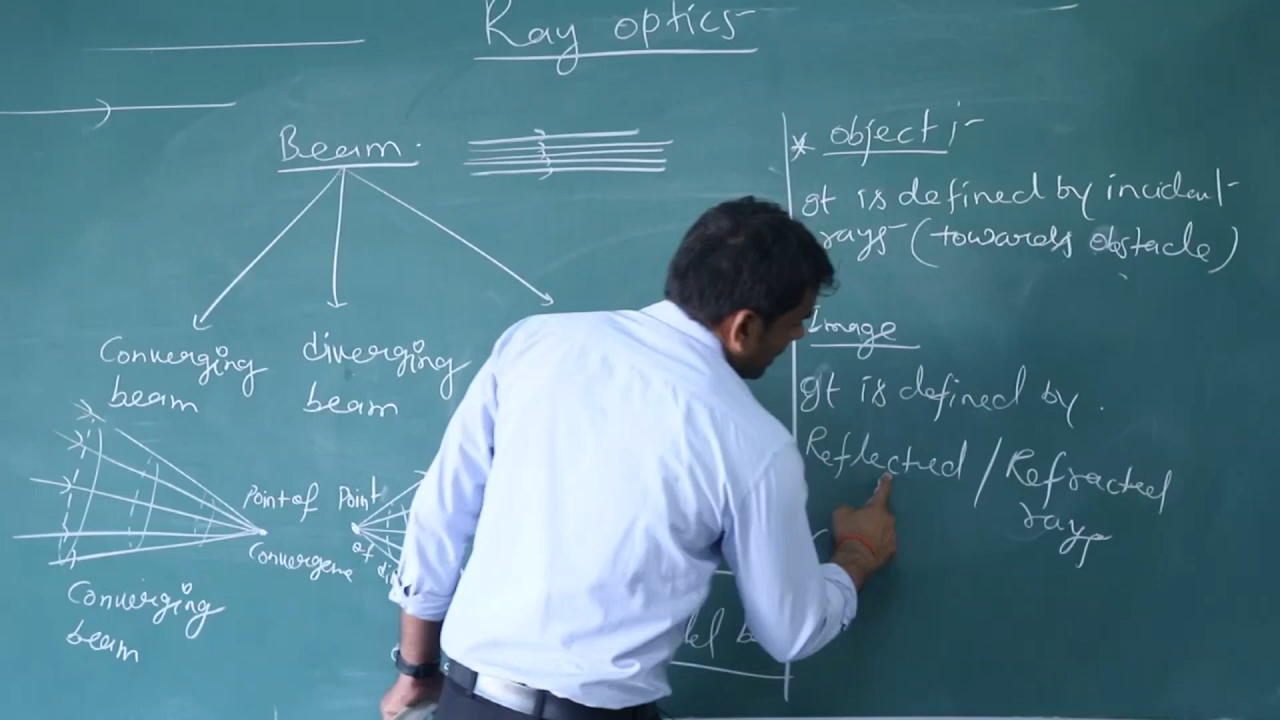 Ray optics
Beam.
Converging
beam
diverging
beam
Point of
Convergene
Converging
beam
Point
of
di
* object :-
It is defined by incident
rays (towards obstacle)
Image
It is defined by.
Reflected / Refracted
rays